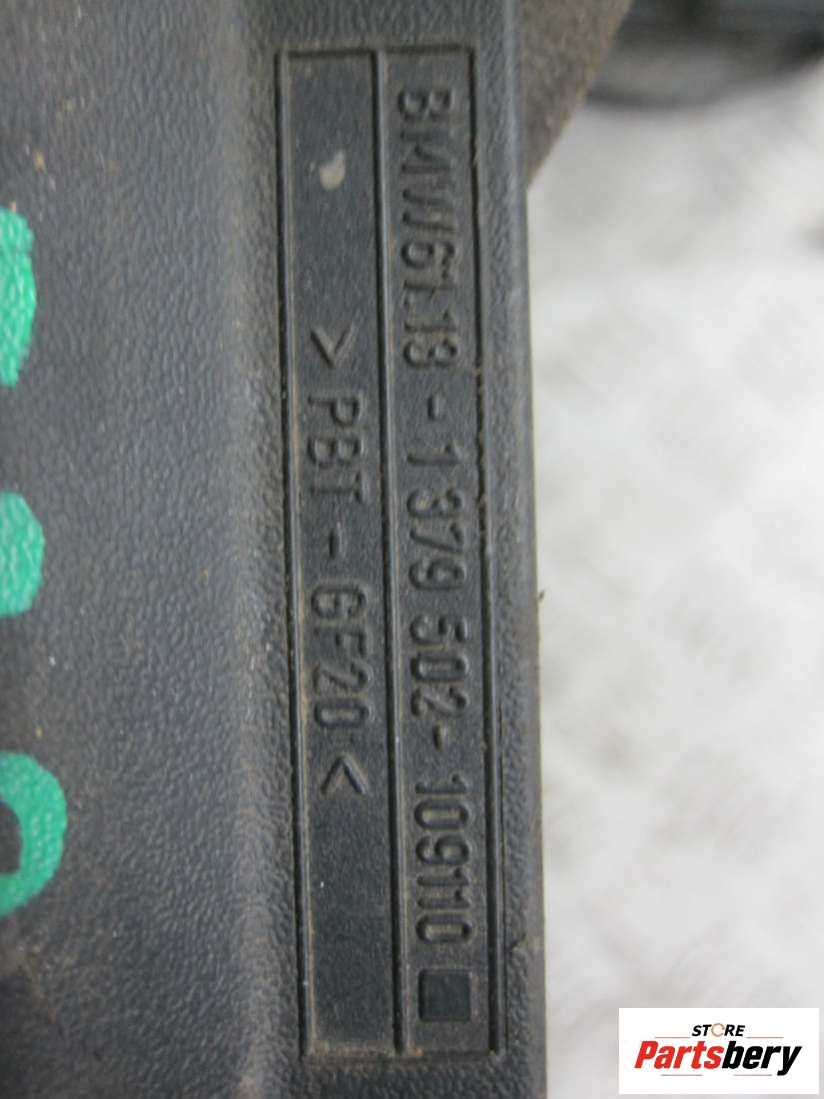 BMW 61.13 - 1 379 502 - 109110
>PBT - GF20<
STORE
Partsbery